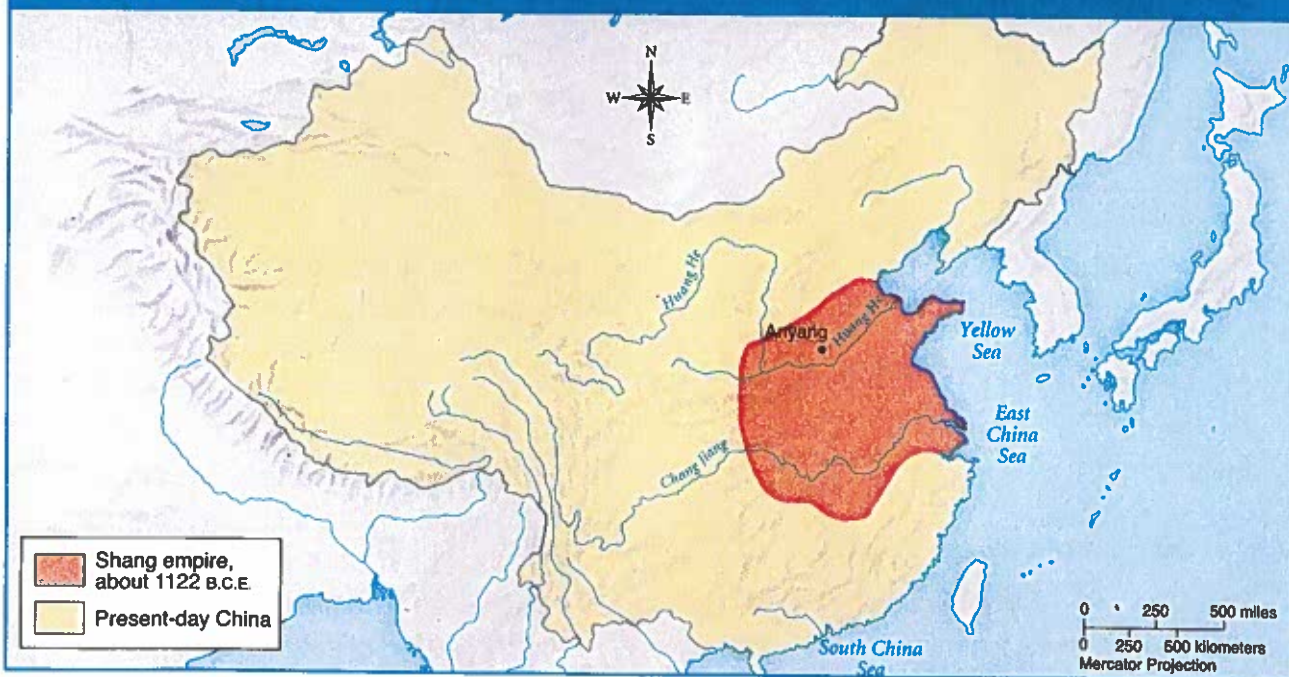 N
W E
S
Huang He
Anyang
Huang He
Yellow
Sea
East
China
Sea
Chang Jiang
Shang empire,
about 1122 B.C.E.
Present-day China
South China
Sea
0 250 500 miles
0 250 500 kilometers
Mercator Projection